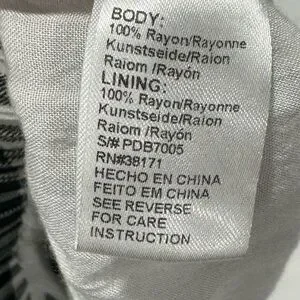 BODY:
100% Rayon/Rayonne
Kunstseide/Raion
Raiom /Rayón
LINING:
100% Rayon/Rayonne
Kunstseide/Raion
Raiom /Rayón
S/# PDB7005
RN#38171
HECHO EN CHINA
FEITO EM CHINA
SEE REVERSE
FOR CARE
INSTRUCTION